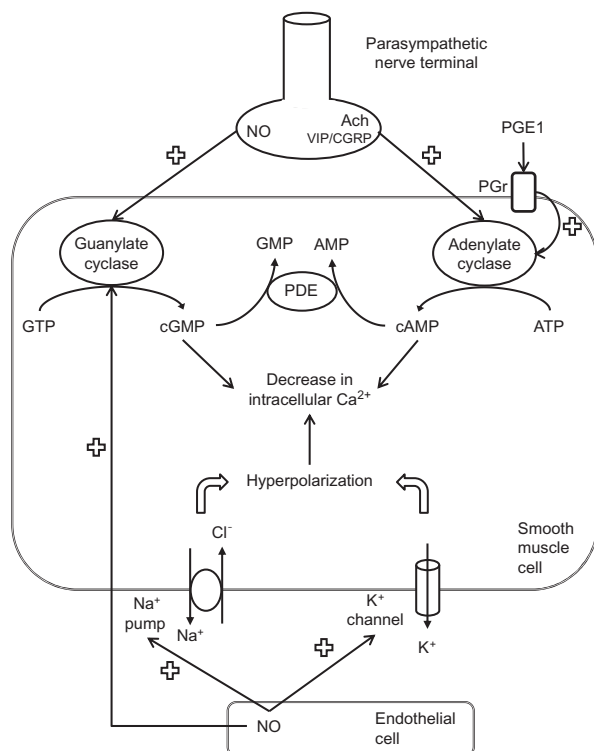 Parasympathetic
nerve terminal
NO
Ach
VIP/CGRP
PGE1
PGr
Guanylate
cyclase
GMP
AMP
Adenylate
cyclase
PDE
GTP
cGMP
cAMP
ATP
Decrease in
intracellular Ca²⁺
Hyperpolarization
Cl⁻
Smooth
muscle
cell
Na⁺
pump
Na⁺
K⁺
channel
K⁺
NO
Endothelial
cell